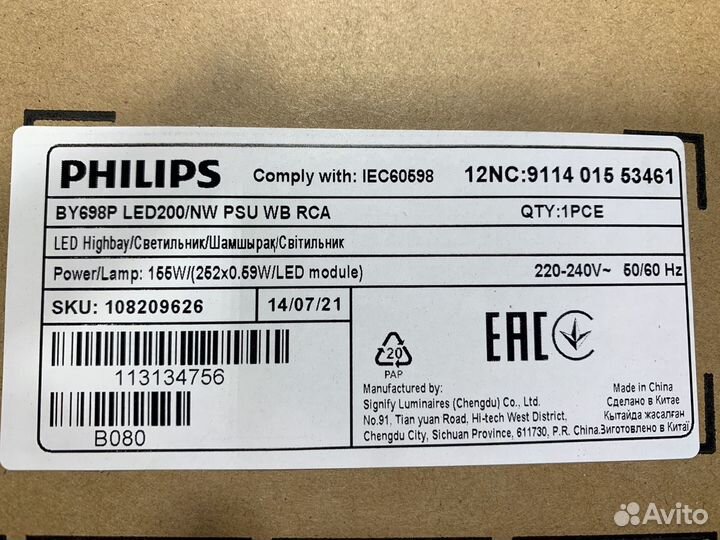 PHILIPS Comply with: IEC60598 12NC:9114 015 53461
BY698P LED200/NW PSU WB RCA QTY:1PCE
LED Highbay/Светильник/Шамшырақ/Світильник
Power/Lamp: 155W/(252x0.59W/LED module) 220-240V~ 50/60 Hz
SKU: 108209626 14/07/21
113134756
B080
20
PAP
EAC
Manufactured by:
Signify Luminaires (Chengdu) Co., Ltd.
No.91, Tian yuan Road, Hi-tech West District,
Chengdu City, Sichuan Province, 611730, P.R. China.
Made in China
Сделано в Китае
Кытайда жасалған
Виготовлено в Китаї
Avito